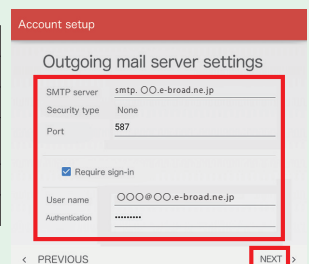 Account setup
Outgoing mail server settings
SMTP server smtp. ○○.e-broad.ne.jp
Security type None
Port 587
Require sign-in
User name ○○○@○○.e-broad.ne.jp
Authentication •••••••••
‹ PREVIOUS NEXT ›